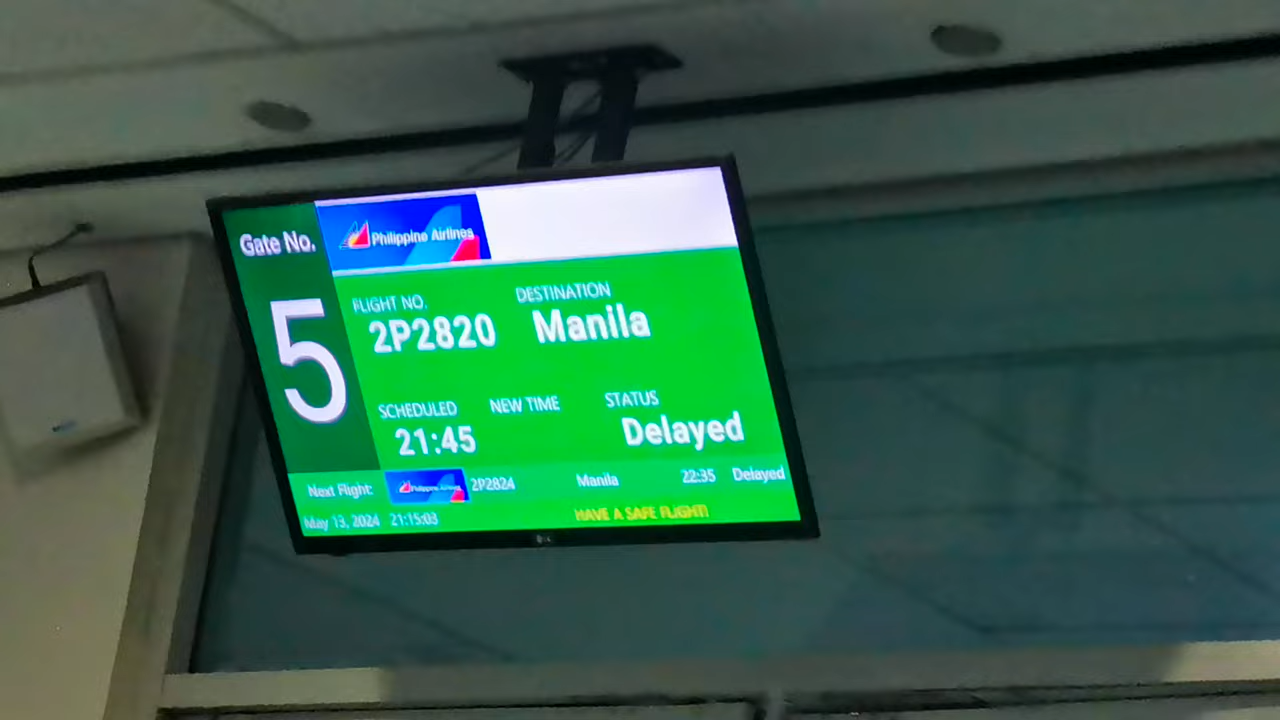 Gate No.
5
Philippine Airlines
FLIGHT NO.
2P2820
DESTINATION
Manila
SCHEDULED
21:45
NEW TIME
STATUS
Delayed
Next Flight: Philippine Airlines 2P2824 Manila 22:35 Delayed
May 13, 2024 21:15:03 HAVE A SAFE FLIGHT!
LG